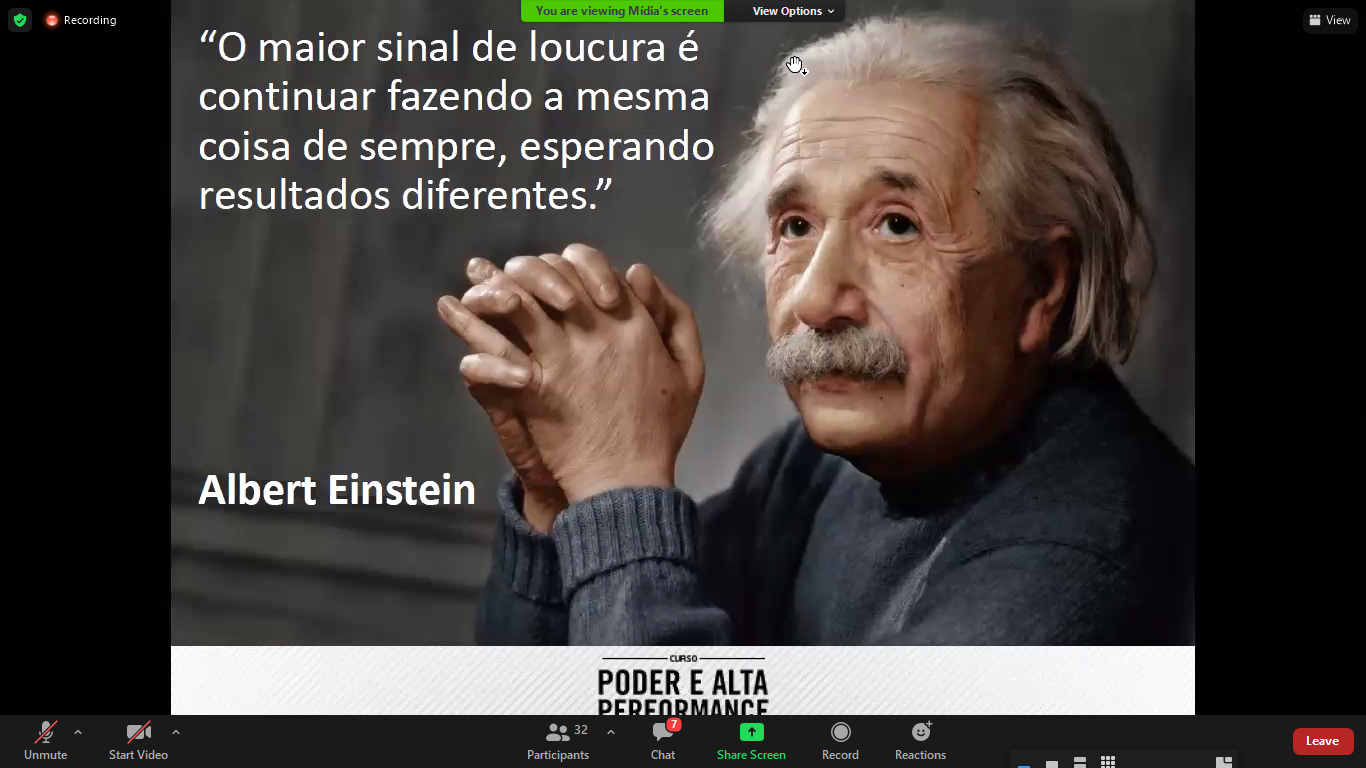 Recording
You are viewing Mídia's screen
View Options
View
“O maior sinal de loucura é
continuar fazendo a mesma
coisa de sempre, esperando
resultados diferentes.”
Albert Einstein
CURSO
PODER E ALTA
PERFORMANCE
Unmute
Start Video
32
Participants
7
Chat
Share Screen
Record
Reactions
Leave